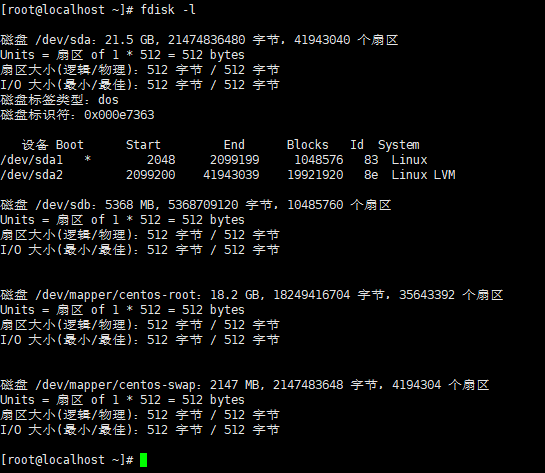 [root@localhost ~]# fdisk -l
磁盘 /dev/sda：21.5 GB, 21474836480 字节，41943040 个扇区
Units = 扇区 of 1 * 512 = 512 bytes
扇区大小(逻辑/物理)：512 字节 / 512 字节
I/O 大小(最小/最佳)：512 字节 / 512 字节
磁盘标签类型：dos
磁盘标识符：0x000e7363
设备 Boot      Start         End      Blocks   Id  System
/dev/sda1   *        2048     2099199     1048576   83  Linux
/dev/sda2         2099200    41943039    19921920   8e  Linux LVM
磁盘 /dev/sdb：5368 MB, 5368709120 字节，10485760 个扇区
Units = 扇区 of 1 * 512 = 512 bytes
扇区大小(逻辑/物理)：512 字节 / 512 字节
I/O 大小(最小/最佳)：512 字节 / 512 字节
磁盘 /dev/mapper/centos-root：18.2 GB, 18249416704 字节，35643392 个扇区
Units = 扇区 of 1 * 512 = 512 bytes
扇区大小(逻辑/物理)：512 字节 / 512 字节
I/O 大小(最小/最佳)：512 字节 / 512 字节
磁盘 /dev/mapper/centos-swap：2147 MB, 2147483648 字节，4194304 个扇区
Units = 扇区 of 1 * 512 = 512 bytes
扇区大小(逻辑/物理)：512 字节 / 512 字节
I/O 大小(最小/最佳)：512 字节 / 512 字节
[root@localhost ~]#